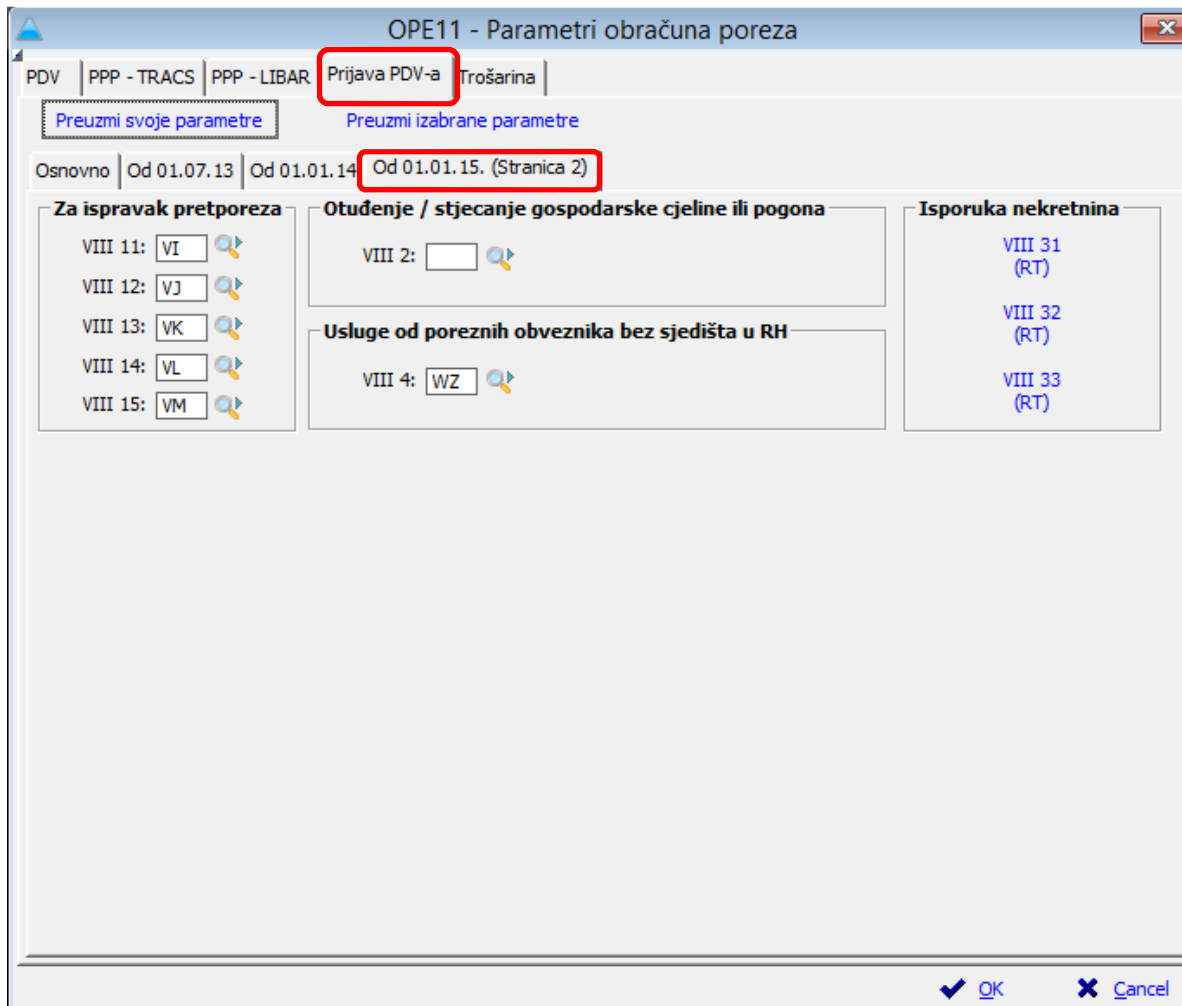 OPE11 - Parametri obračuna poreza
PDV PPP - TRACS PPP - LIBAR Prijava PDV-a Trošarina
Preuzmi svoje parametre Preuzmi izabrane parametre
Osnovno Od 01.07.13 Od 01.01.14 Od 01.01.15. (Stranica 2)
Za ispravak pretporeza
VIII 11: VI
VIII 12: VJ
VIII 13: VK
VIII 14: VL
VIII 15: VM
Otuđenje / stjecanje gospodarske cjeline ili pogona
VIII 2:
Usluge od poreznih obveznika bez sjedišta u RH
VIII 4: WZ
Isporuka nekretnina
VIII 31
(RT)
VIII 32
(RT)
VIII 33
(RT)
OK Cancel